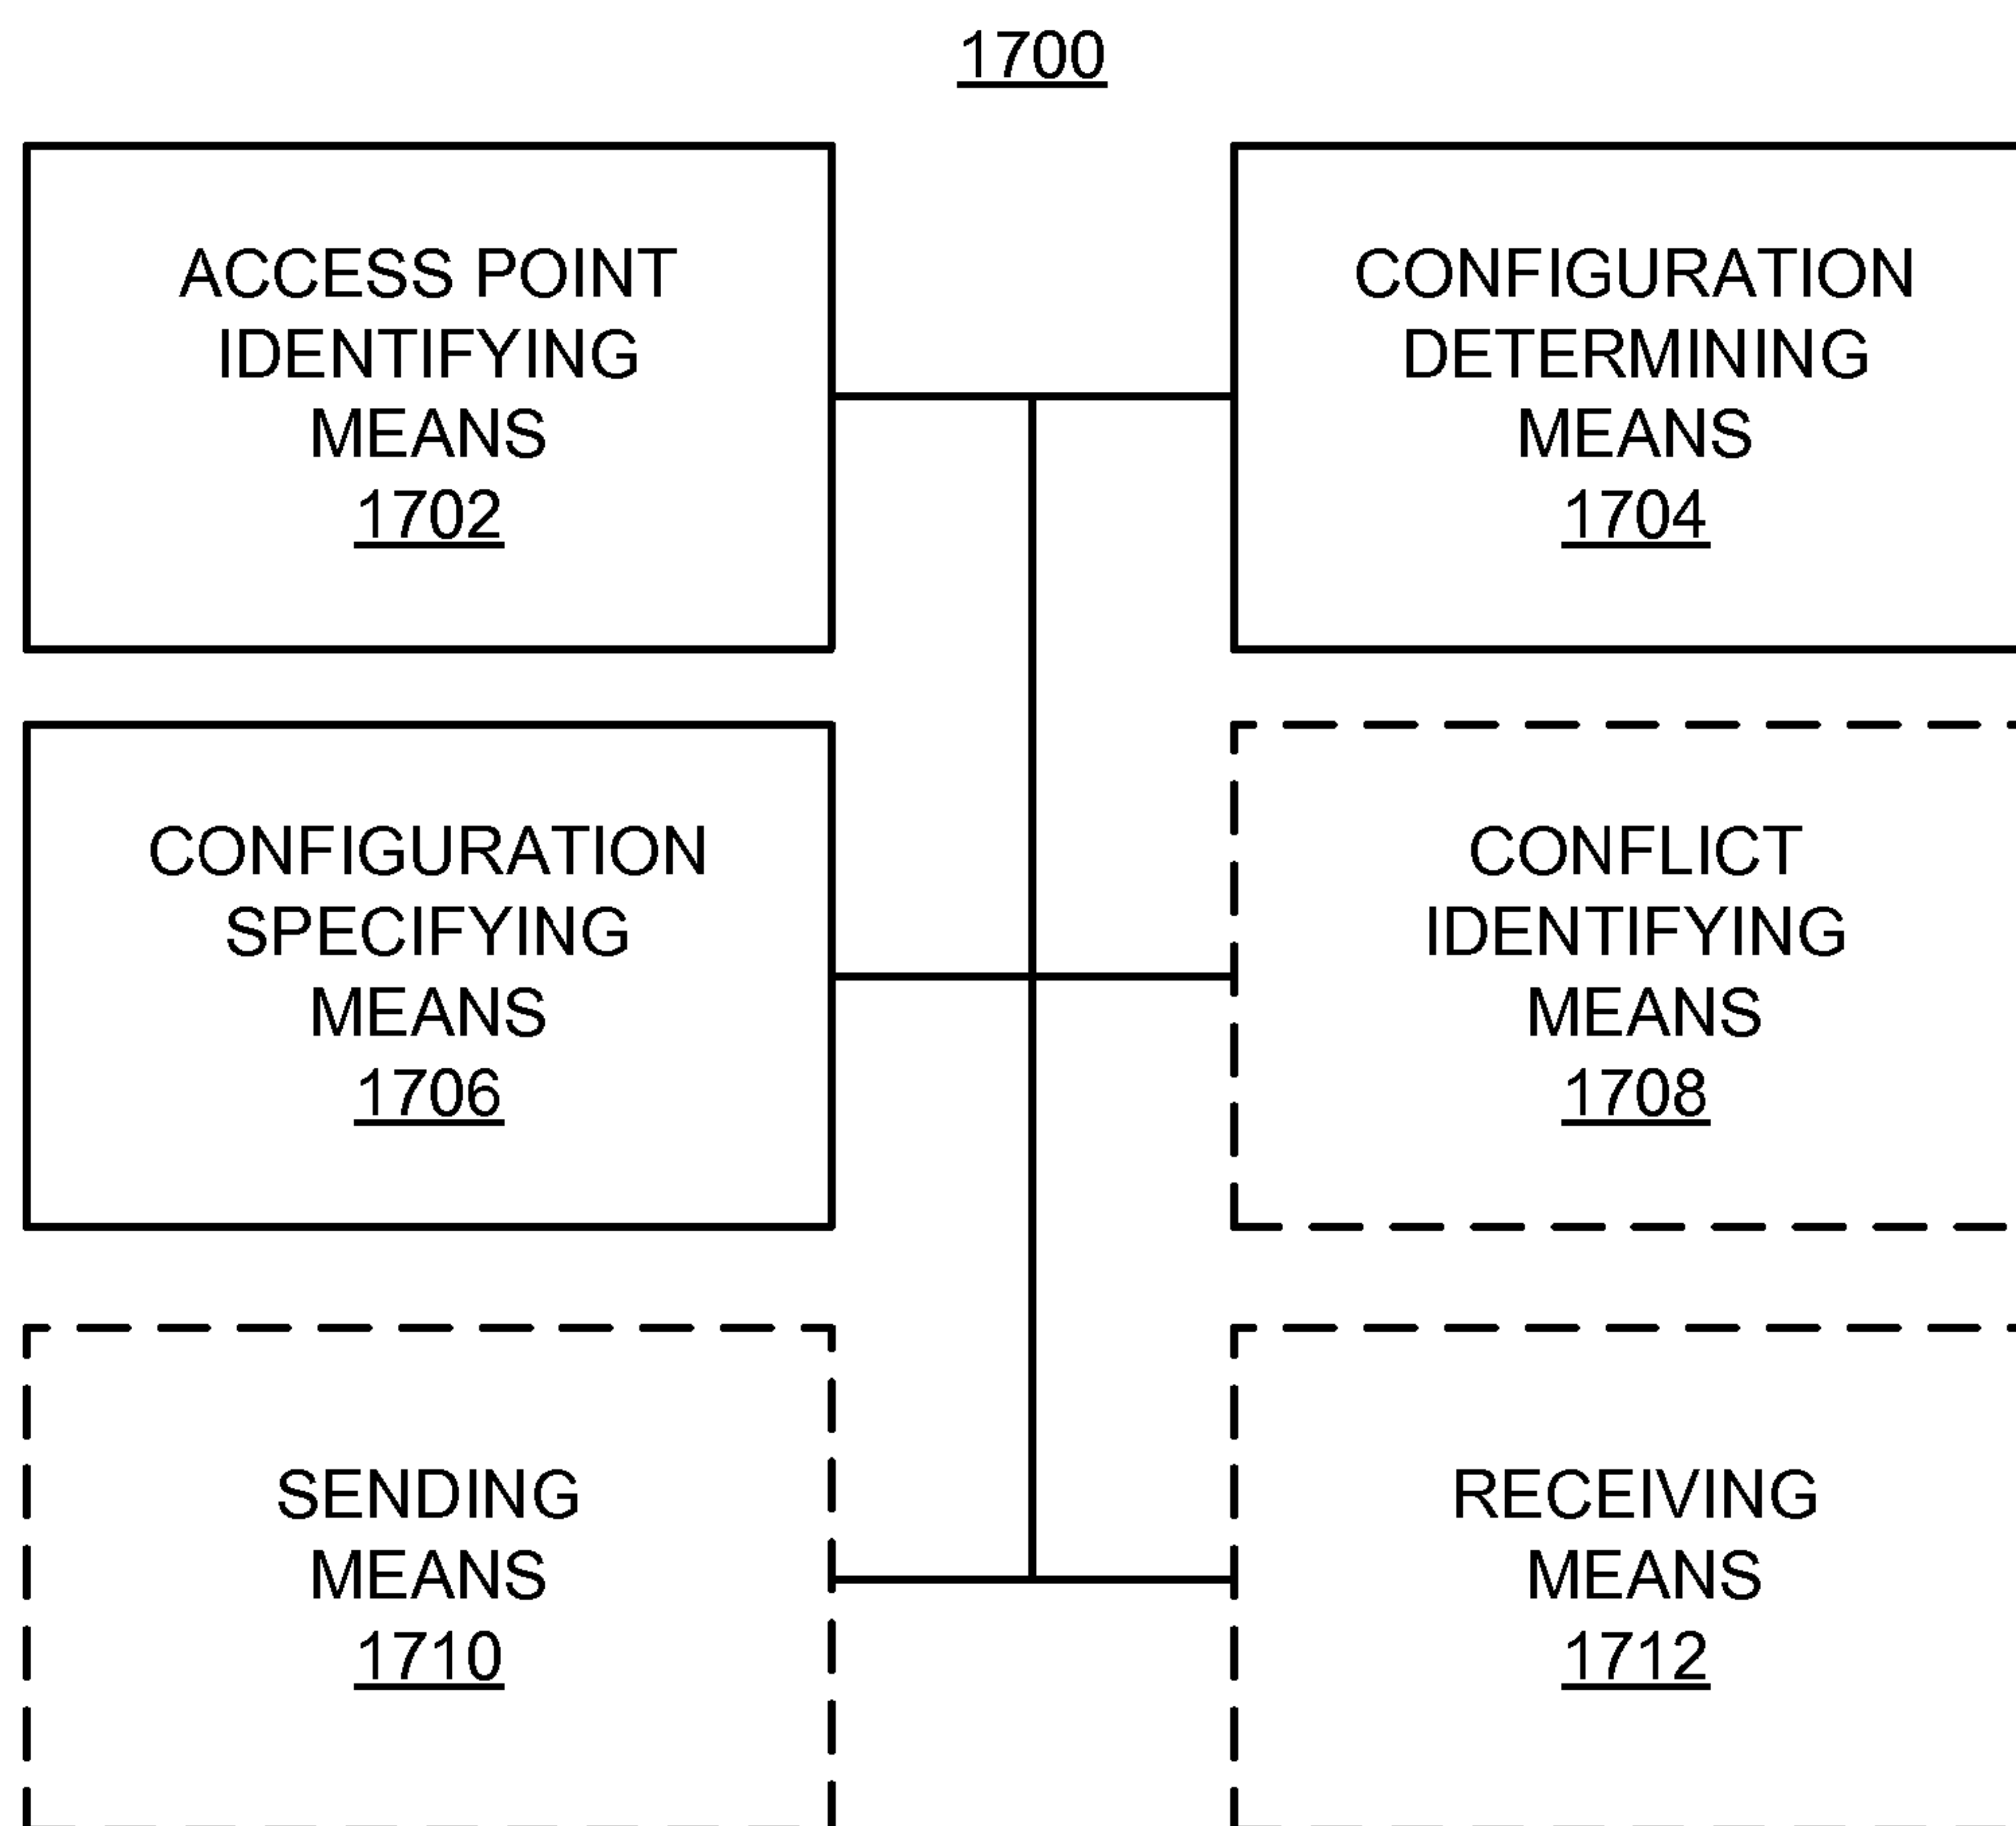 1700
ACCESS POINT
IDENTIFYING
MEANS
1702
CONFIGURATION
DETERMINING
MEANS
1704
CONFIGURATION
SPECIFYING
MEANS
1706
CONFLICT
IDENTIFYING
MEANS
1708
SENDING
MEANS
1710
RECEIVING
MEANS
1712